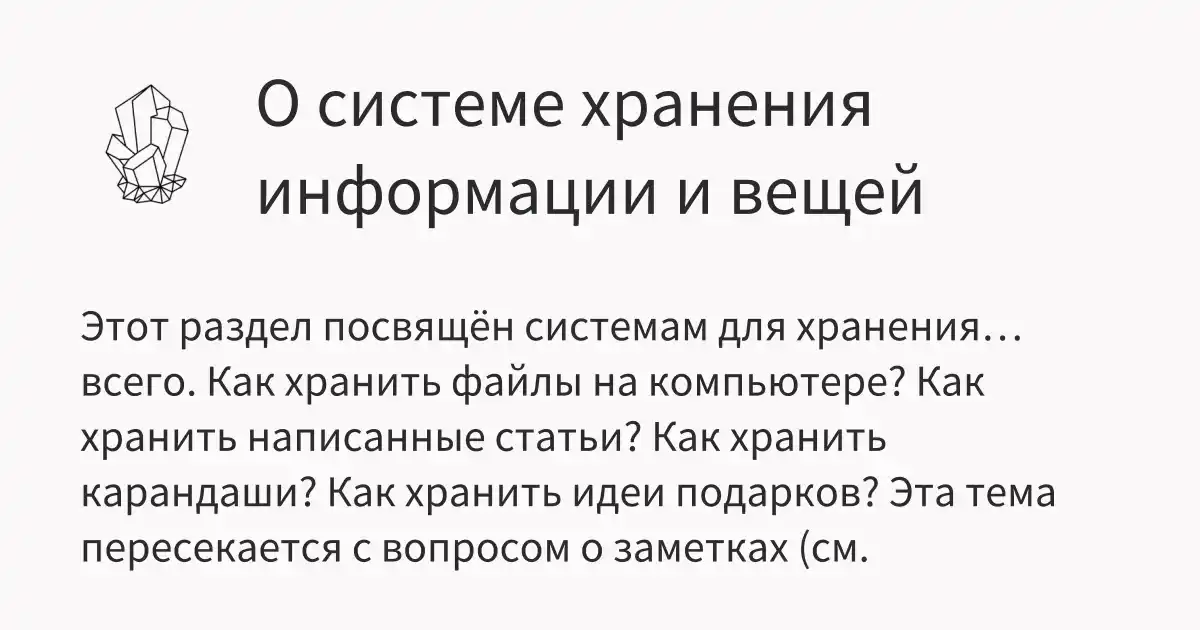 О системе хранения
информации и вещей
Этот раздел посвящён системам для хранения…
всего. Как хранить файлы на компьютере? Как
хранить написанные статьи? Как хранить
карандаши? Как хранить идеи подарков? Эта тема
пересекается с вопросом о заметках (см.